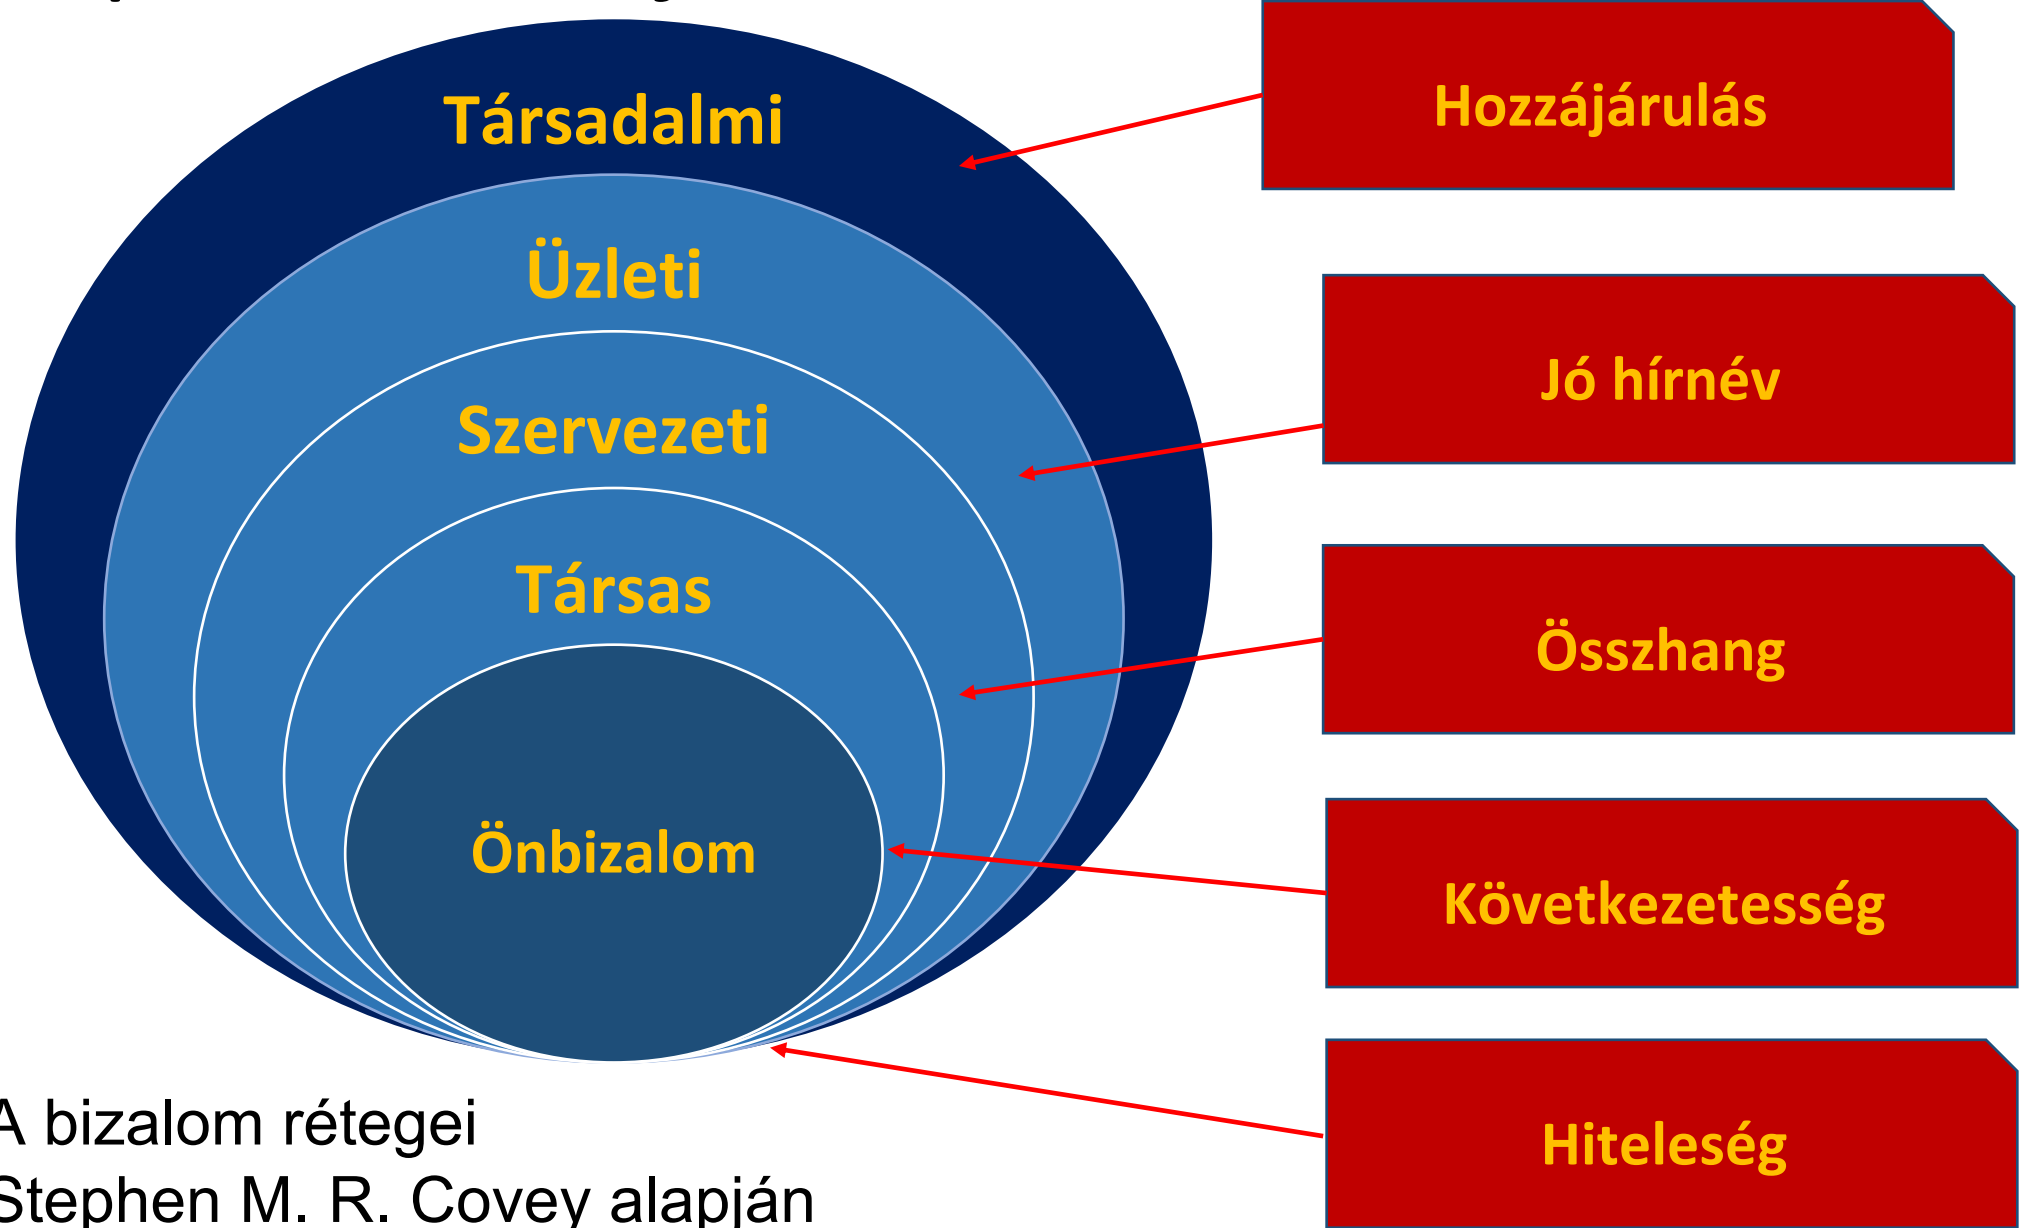 Társadalmi
Hozzájárulás
Üzleti
Jó hírnév
Szervezeti
Társas
Összhang
Önbizalom
Következetesség
Hiteleség
A bizalom rétegei
Stephen M. R. Covey alapján